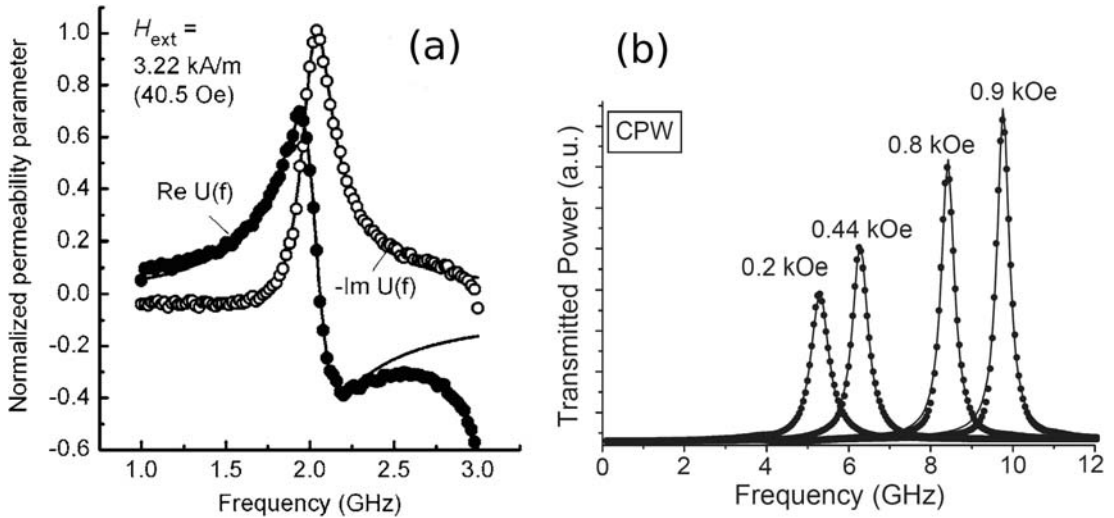 (a)
H_ext =
3.22 kA/m
(40.5 Oe)
Re U(f)
-Im U(f)
Normalized permeability parameter
1.0
0.8
0.6
0.4
0.2
0.0
-0.2
-0.4
-0.6
1.0 1.5 2.0 2.5 3.0
Frequency (GHz)
(b)
CPW
0.2 kOe
0.44 kOe
0.8 kOe
0.9 kOe
Transmitted Power (a.u.)
0 2 4 6 8 10 12
Frequency (GHz)